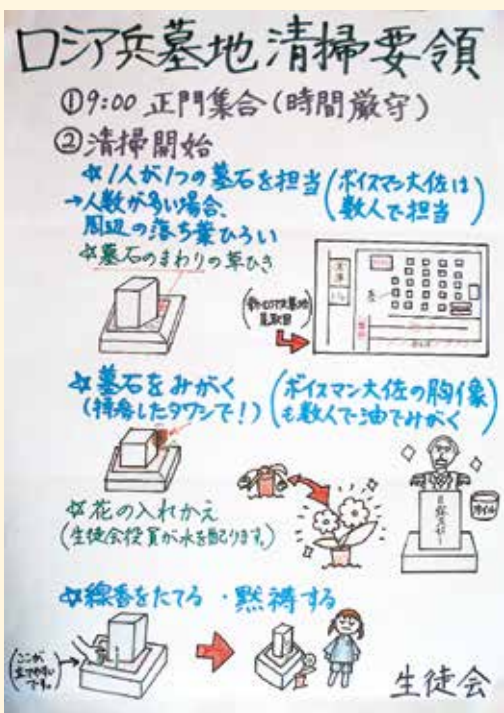 ロシア兵墓地清掃要領
①9:00 正門集合(時間厳守)
②清掃開始
☆1人が1つの墓石を担当(ボイスマン大佐は
数人で担当)
→人数が多い場合、
周辺の落ち葉ひろい
☆墓石のまわりの草ひき
見取図
☆墓石をみがく
(持参したタワシで!)
(ボイスマン大佐の胸像
も数人で油でみがく)
オイル
☆花の入れかえ
(生徒会役員が水を配ります。)
☆線香をたてる・黙祷する
生徒会